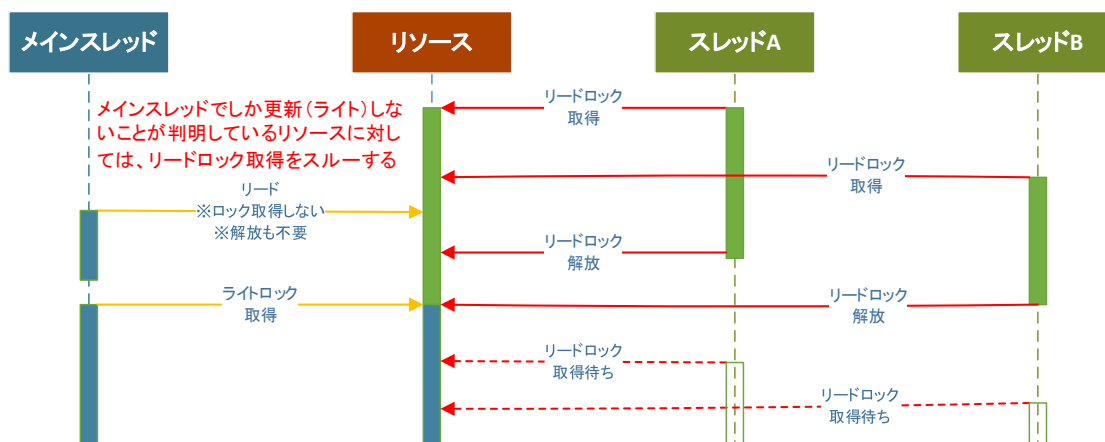 メインスレッド
リソース
スレッドA
スレッドB
メインスレッドでしか更新(ライト)しな
いことが判明しているリソースに対し
ては、リードロック取得をスルーする
リードロック
取得
リードロック
取得
リード
※ロック取得しない
※解放も不要
リードロック
解放
ライトロック
取得
リードロック
解放
リードロック
取得待ち
リードロック
取得待ち